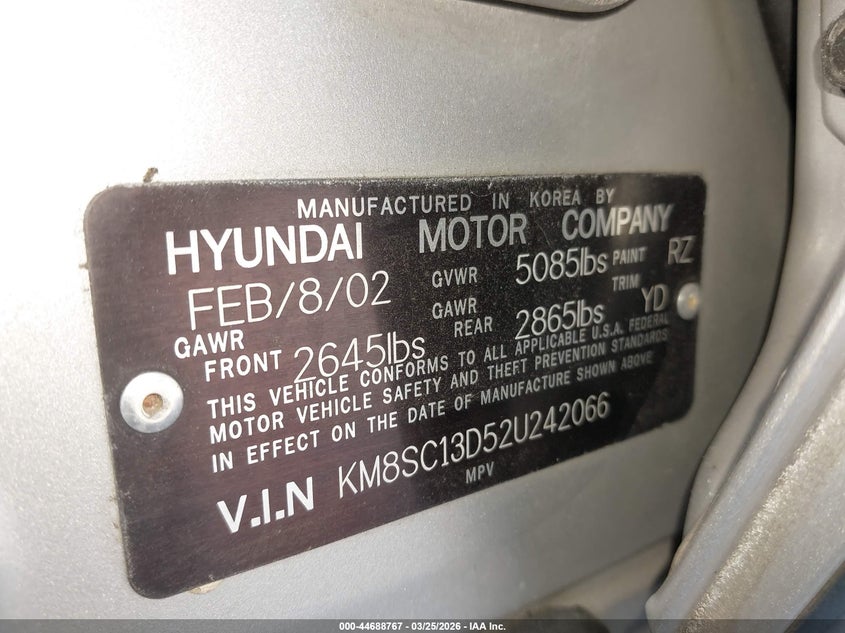 MANUFACTURED IN KOREA BY
HYUNDAI MOTOR COMPANY
FEB/8/02 GVWR 5085lbs PAINT RZ
GAWR FRONT 2645lbs GAWR REAR 2865lbs TRIM YD
THIS VEHICLE CONFORMS TO ALL APPLICABLE U.S.A. FEDERAL
MOTOR VEHICLE SAFETY AND THEFT PREVENTION STANDARDS
IN EFFECT ON THE DATE OF MANUFACTURE SHOWN ABOVE
V.I.N KM8SC13D52U242066
MPV
000-44688767 - 03/25/2026 - IAA Inc.